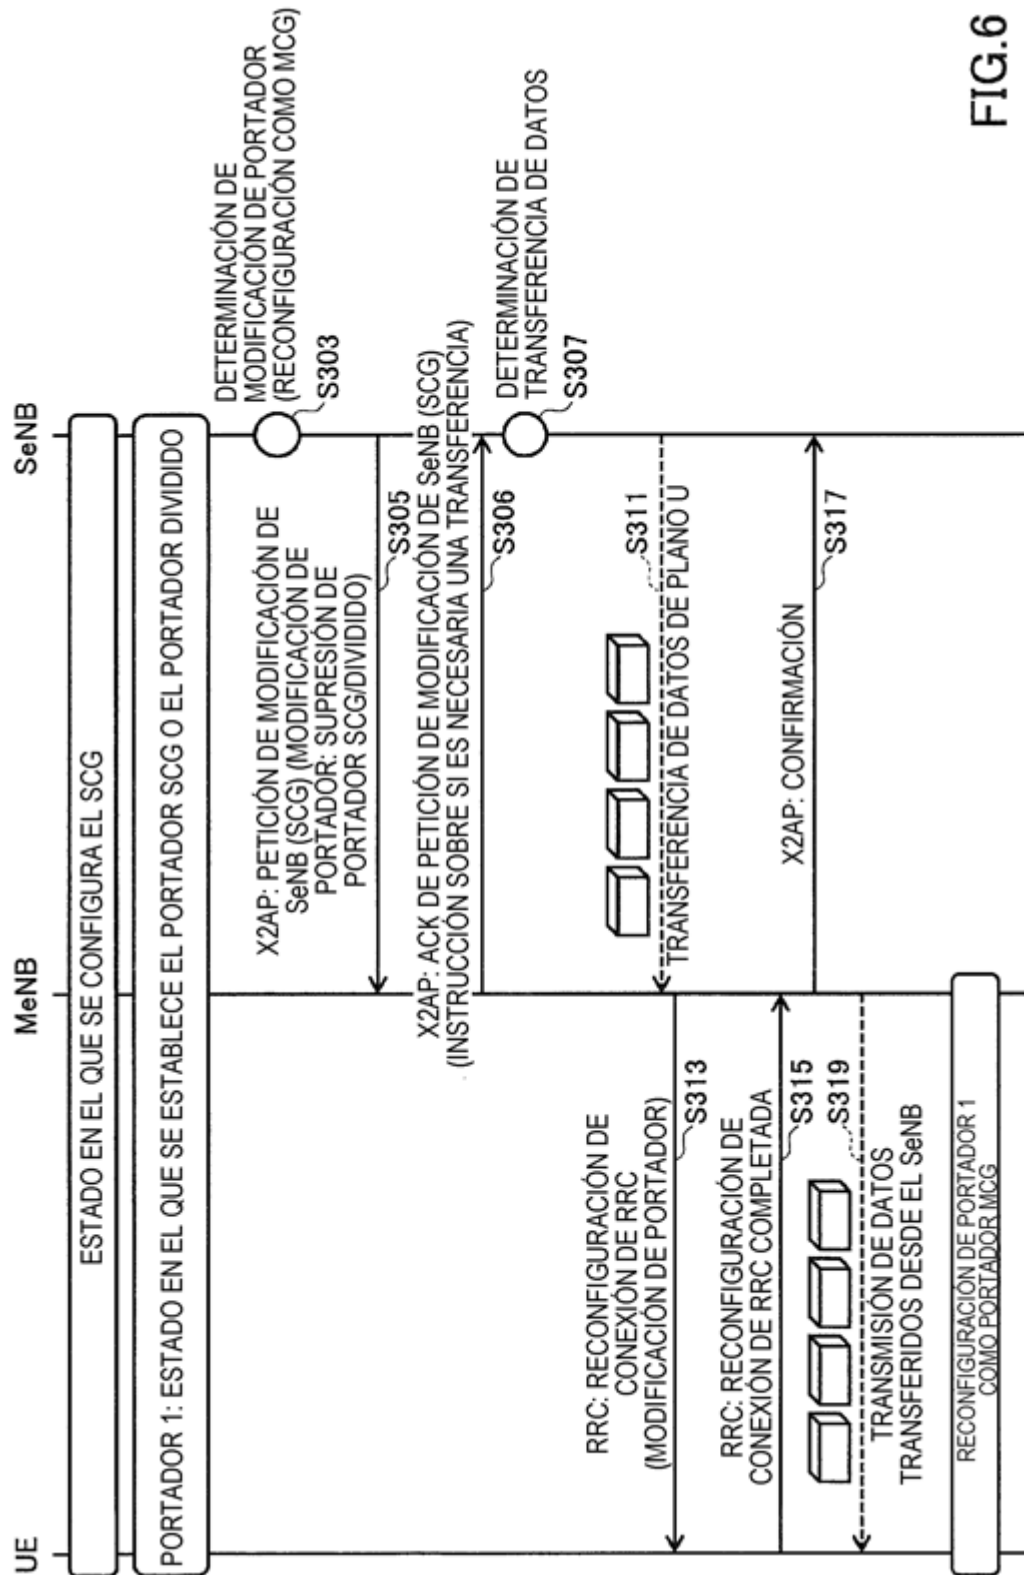 UE
MeNB
SeNB
ESTADO EN EL QUE SE CONFIGURA EL SCG
PORTADOR 1: ESTADO EN EL QUE SE ESTABLECE EL PORTADOR SCG O EL PORTADOR DIVIDIDO
DETERMINACIÓN DE
MODIFICACIÓN DE PORTADOR
(RECONFIGURACIÓN COMO MCG)
S303
X2AP: PETICIÓN DE MODIFICACIÓN DE
SeNB (SCG) (MODIFICACIÓN DE
PORTADOR: SUPRESIÓN DE
PORTADOR SCG/DIVIDIDO)
S305
X2AP: ACK DE PETICIÓN DE MODIFICACIÓN DE SeNB (SCG)
(INSTRUCCIÓN SOBRE SI ES NECESARIA UNA TRANSFERENCIA)
S306
DETERMINACIÓN DE
TRANSFERENCIA DE DATOS
S307
S311
TRANSFERENCIA DE DATOS DE PLANO U
RRC: RECONFIGURACIÓN DE
CONEXIÓN DE RRC
(MODIFICACIÓN DE PORTADOR)
S313
RRC: RECONFIGURACIÓN DE
CONEXIÓN DE RRC COMPLETADA
S315
X2AP: CONFIRMACIÓN
S317
S319
TRANSMISIÓN DE DATOS
TRANSFERIDOS DESDE EL SeNB
RECONFIGURACIÓN DE PORTADOR 1
COMO PORTADOR MCG
FIG.6